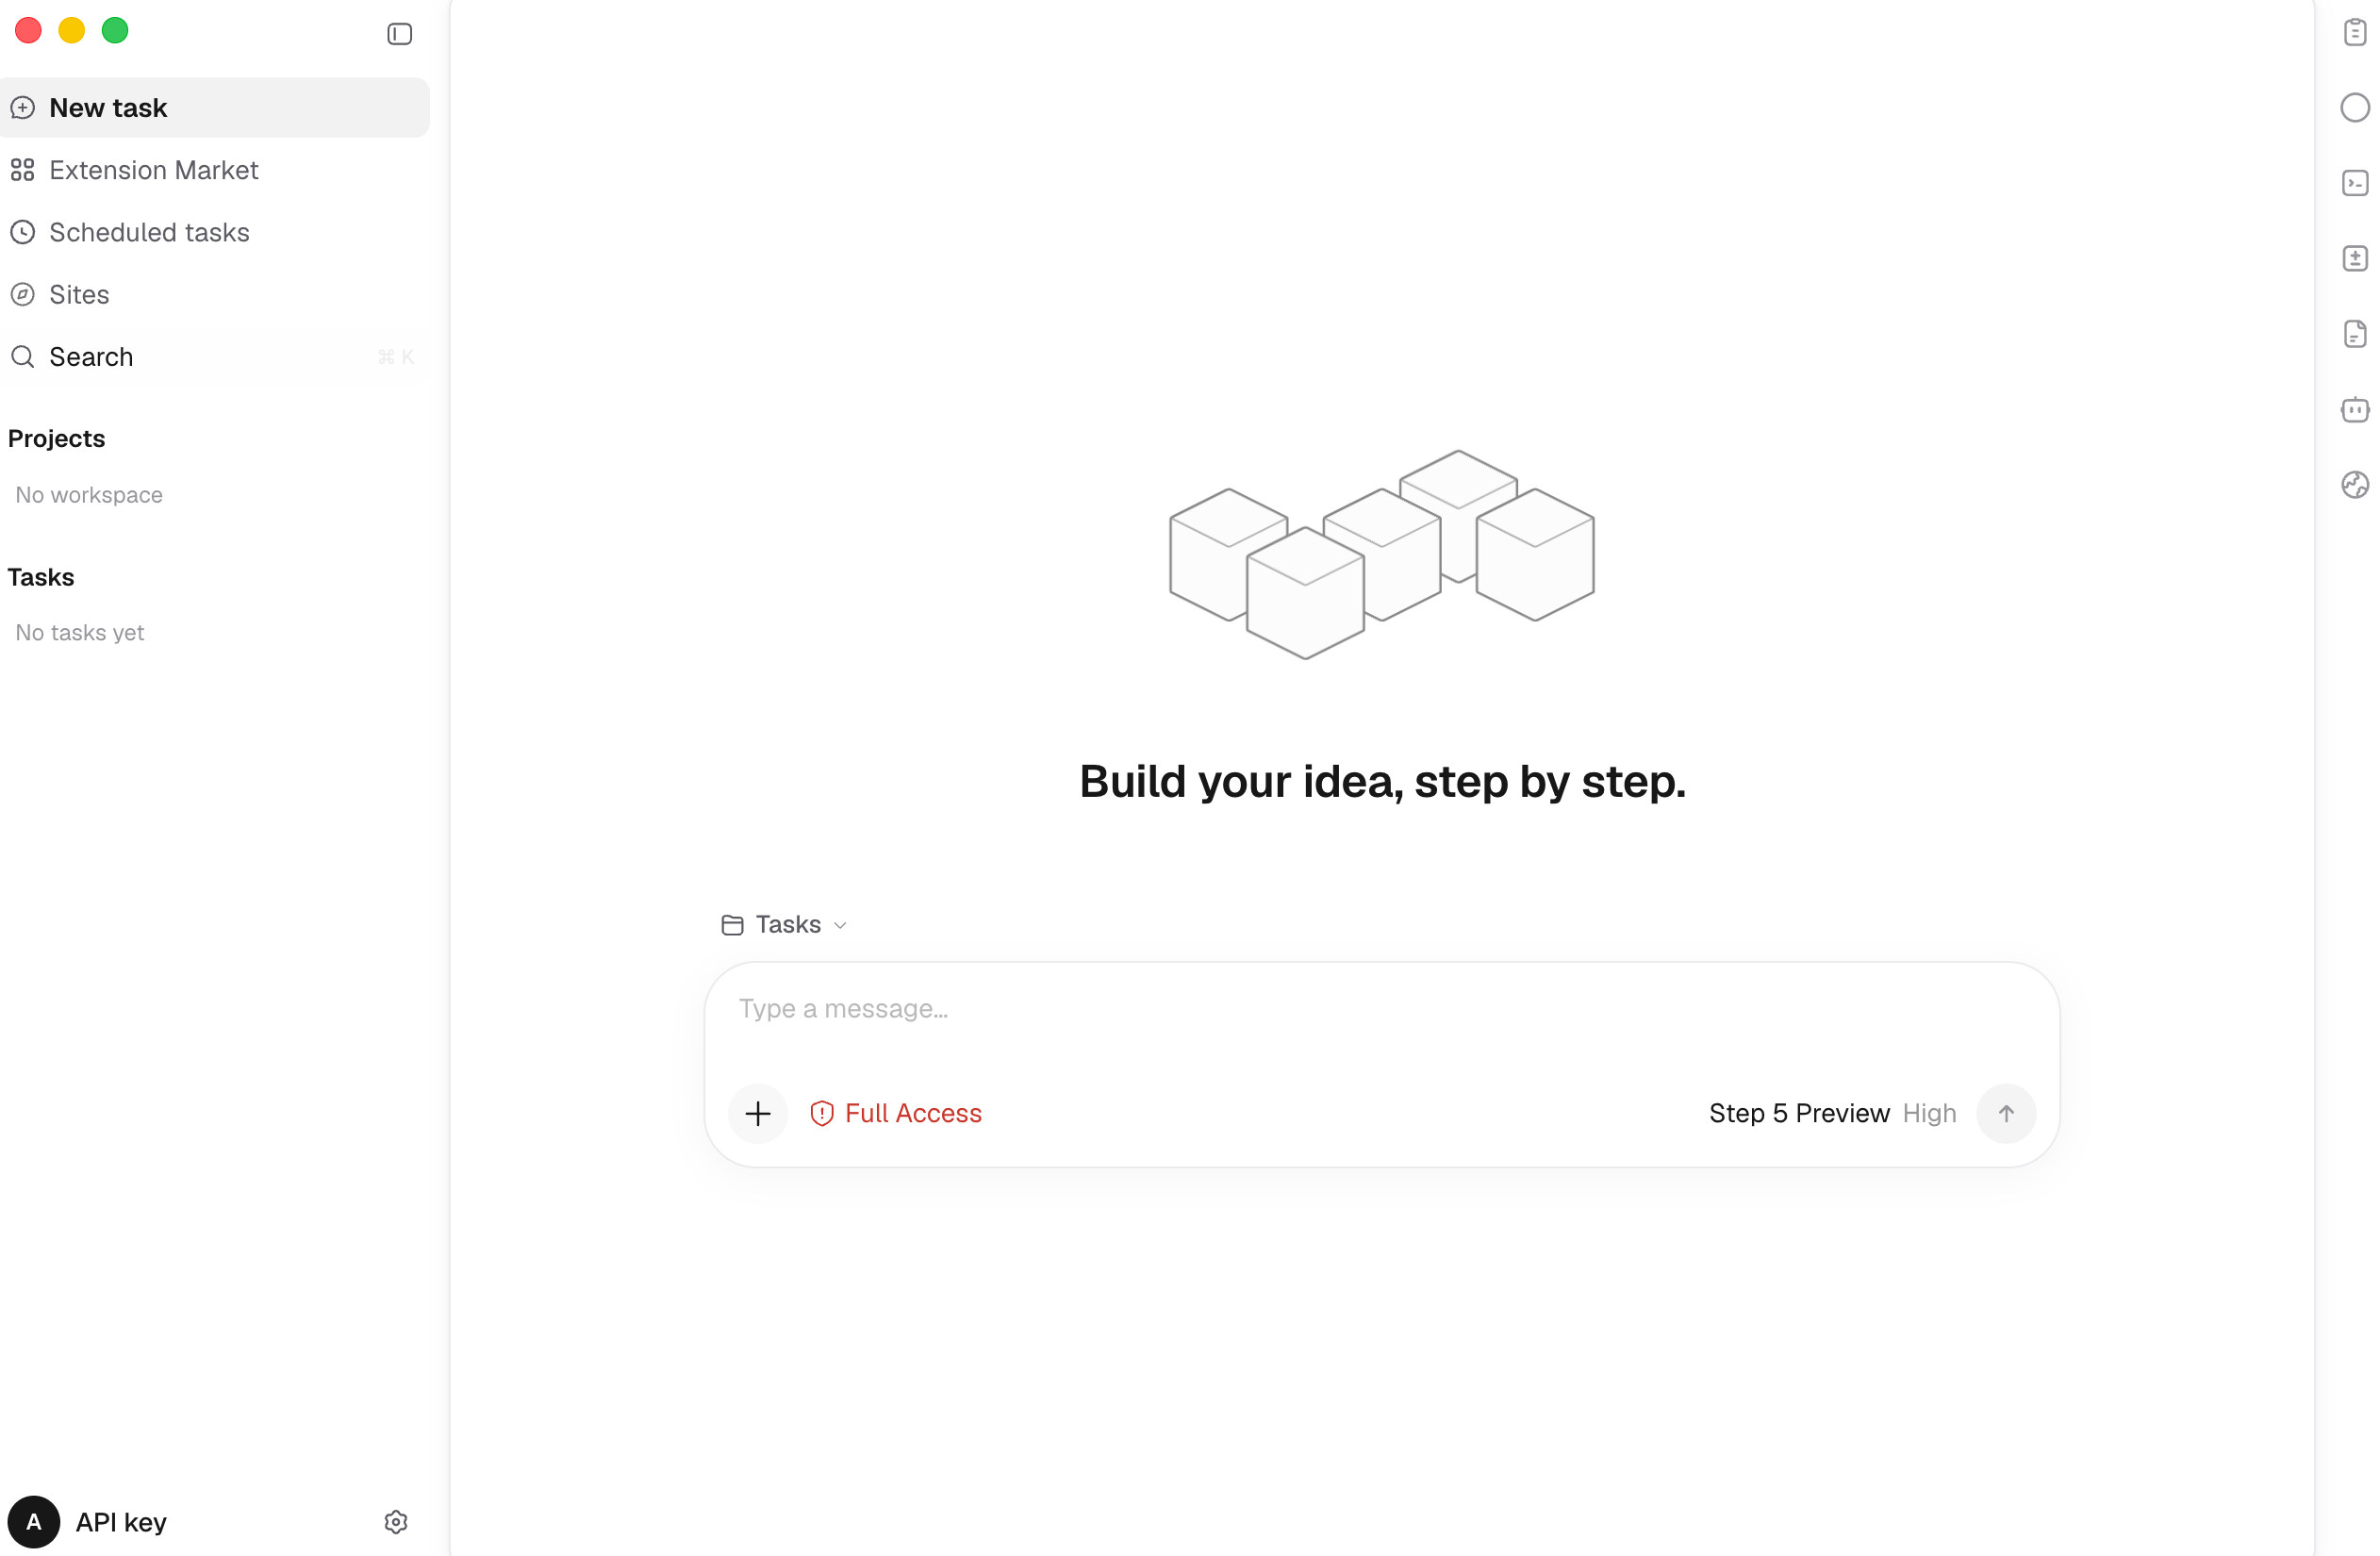 New task
Extension Market
Scheduled tasks
Sites
Search ⌘ K
Projects
No workspace
Tasks
No tasks yet
Build your idea, step by step.
Tasks
Type a message...
Full Access
Step 5 Preview High
A API key